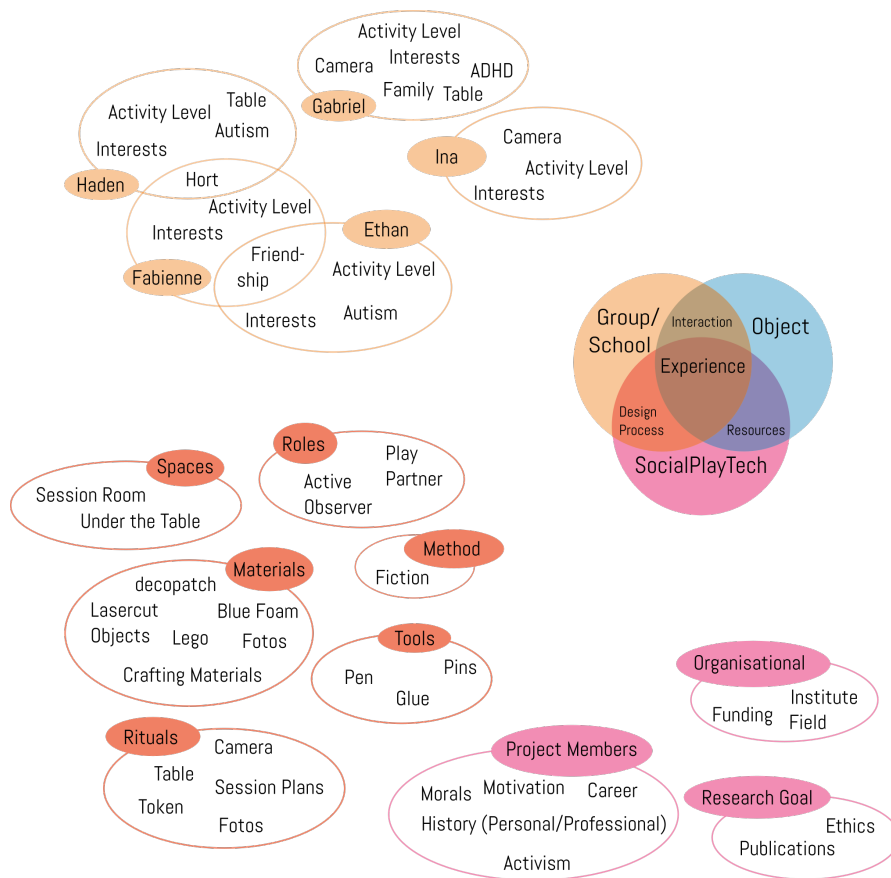 Activity Level
Interests
Camera
ADHD
Family
Table
Gabriel
Table
Activity Level
Autism
Interests
Haden
Camera
Ina
Activity Level
Interests
Hort
Activity Level
Interests
Fabienne
Friend-
ship
Ethan
Activity Level
Interests
Autism
Group/
School
Interaction
Object
Experience
Design
Process
Resources
SocialPlayTech
Spaces
Session Room
Under the Table
Roles
Play
Partner
Active
Observer
Method
Fiction
Materials
decopatch
Lasercut
Objects
Blue Foam
Lego
Fotos
Crafting Materials
Tools
Pins
Pen
Glue
Rituals
Camera
Table
Session Plans
Token
Fotos
Project Members
Morals
Motivation
Career
History (Personal/Professional)
Activism
Organisational
Institute
Field
Funding
Research Goal
Ethics
Publications